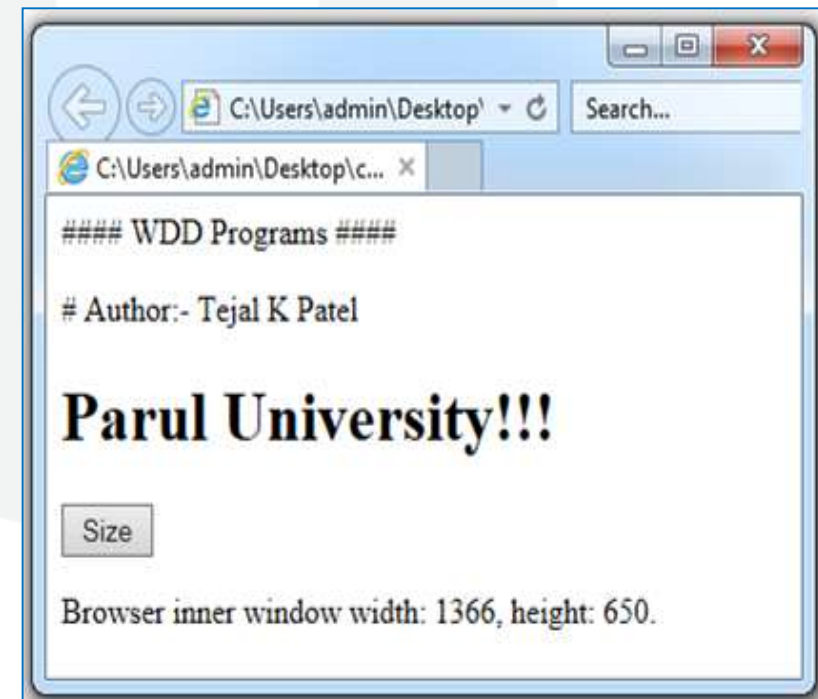 C:\Users\admin\Desktop\
Search...
C:\Users\admin\Desktop\c...
#### WDD Programs ####
# Author:- Tejal K Patel
Parul University!!!
Size
Browser inner window width: 1366, height: 650.